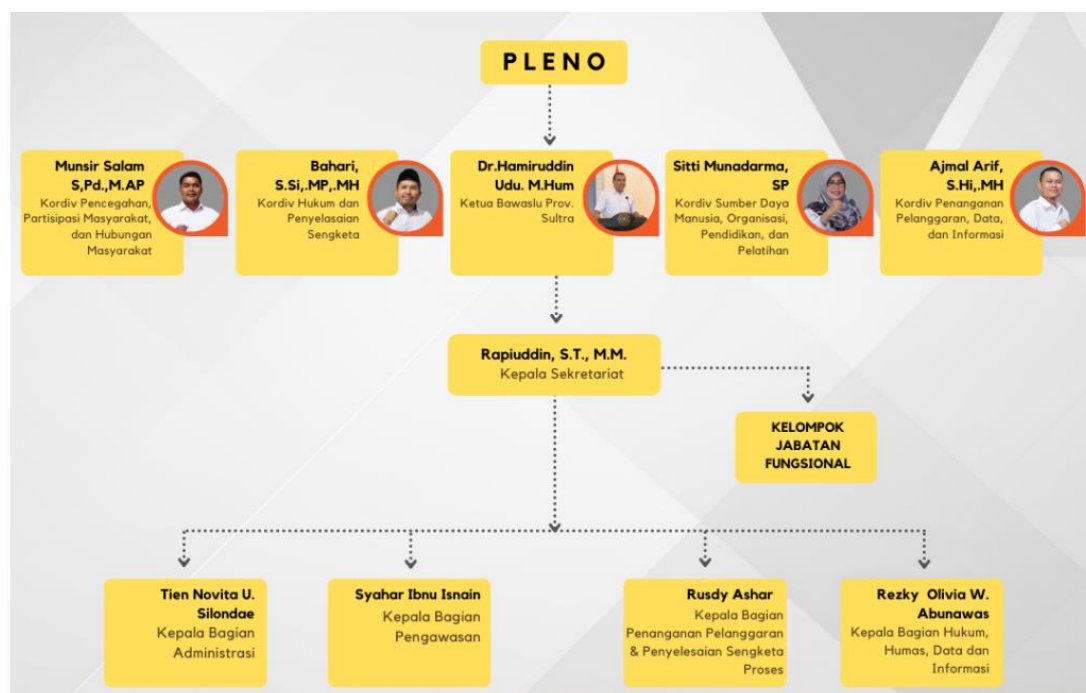 PLENO
Munsir Salam
S,Pd.,M.AP
Kordiv Pencegahan,
Partisipasi Masyarakat,
dan Hubungan
Masyarakat
Bahari,
S.Si,.MP,.MH
Kordiv Hukum dan
Penyelasaian
Sengketa
Dr.Hamiruddin
Udu. M.Hum
Ketua Bawaslu Prov.
Sultra
Sitti Munadarma,
SP
Kordiv Sumber Daya
Manusia, Organisasi,
Pendidikan, dan
Pelatihan
Ajmal Arif,
S.Hi,.MH
Kordiv Penanganan
Pelanggaran, Data,
dan Informasi
Rapiuddin, S.T., M.M.
Kepala Sekretariat
KELOMPOK
JABATAN
FUNGSIONAL
Tien Novita U.
Silondae
Kepala Bagian
Administrasi
Syahar Ibnu Isnain
Kepala Bagian
Pengawasan
Rusdy Ashar
Kepala Bagian
Penanganan Pelanggaran
& Penyelesaian Sengketa
Proses
Rezky Olivia W.
Abunawas
Kepala Bagian Hukum,
Humas, Data dan
Informasi